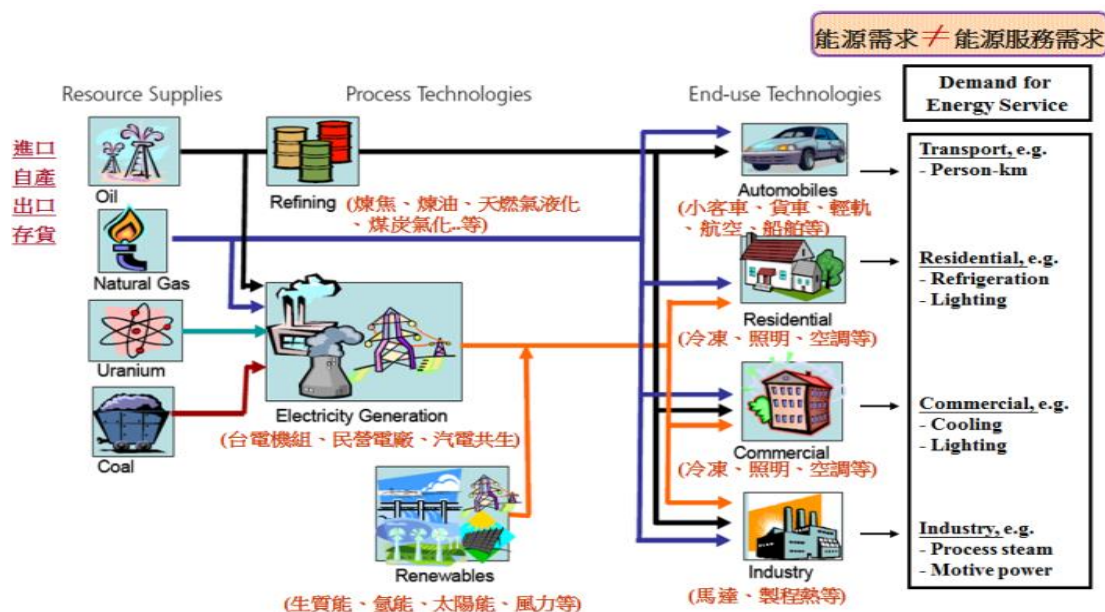 能源需求≠能源服務需求
Resource Supplies
Process Technologies
End-use Technologies
Demand for
Energy Service
進口
自產
出口
存貨
Oil
Natural Gas
Uranium
Coal
Refining
(煉焦、煉油、天燃氣液化
、煤炭氣化..等)
Electricity Generation
(台電機組、民營電廠、汽電共生)
Renewables
(生質能、氫能、太陽能、風力等)
Automobiles
(小客車、貨車、輕軌
、航空、船舶等)
Residential
(冷凍、照明、空調等)
Commercial
(冷凍、照明、空調等)
Industry
(馬達、製程熱等)
Transport, e.g.
- Person-km
Residential, e.g.
- Refrigeration
- Lighting
Commercial, e.g.
- Cooling
- Lighting
Industry, e.g.
- Process steam
- Motive power